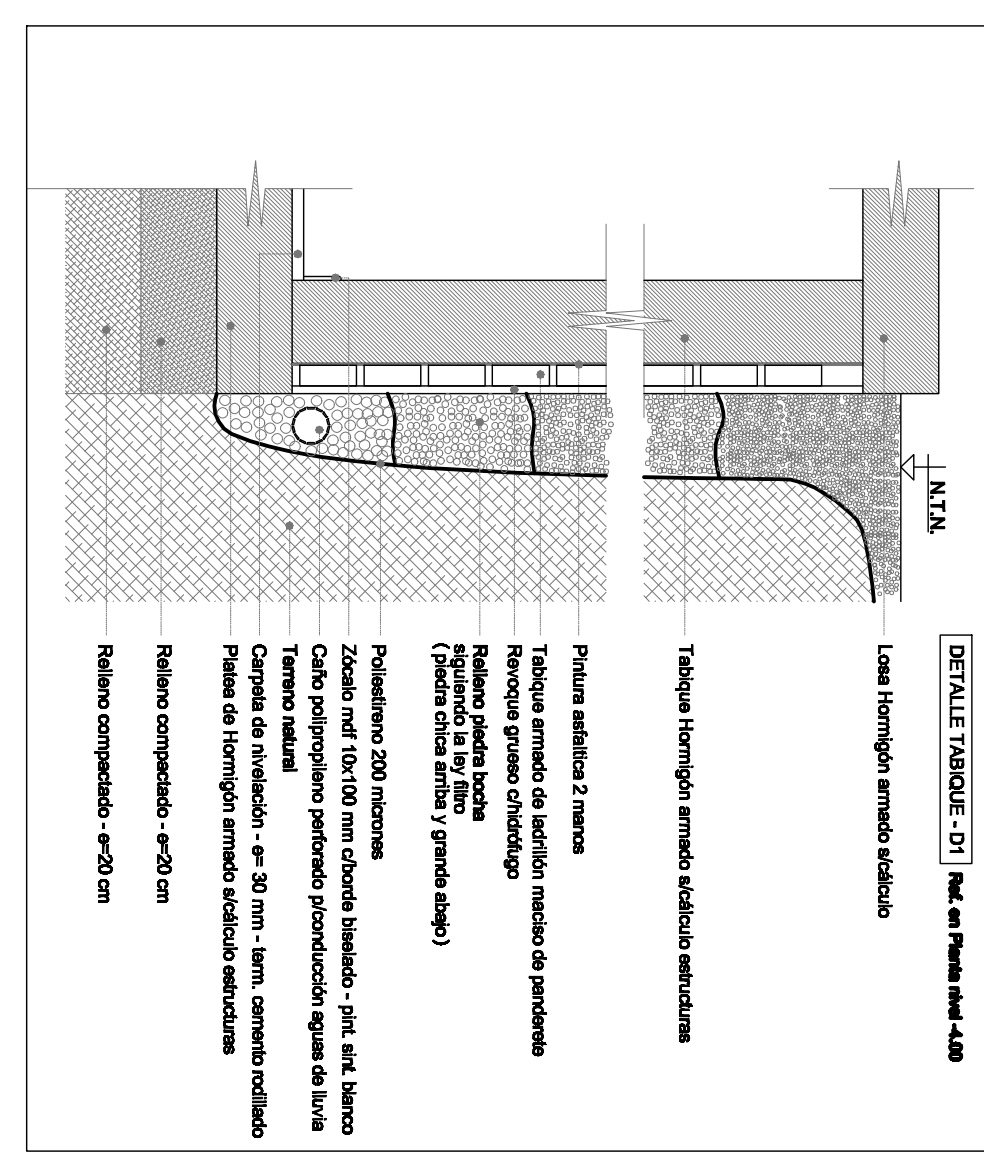 DETALLE TABIQUE - D1 Ref. en Planta nivel -4.00
N.T.N.
Losa Hormigón armado s/cálculo
Tabique Hormigón armado s/cálculo estructuras
Pintura asfaltica 2 manos
Tabique armado de ladrillón maciso de panderete
Revoque grueso c/hidrófugo
Relleno piedra bocha
siguiendo la ley filtro
( piedra chica arriba y grande abajo )
Poliestireno 200 micrones
Zócalo mdf 10x100 mm c/borde biselado - pint. sint. blanco
Caño polipropileno perforado p/conducción aguas de lluvia
Terreno natural
Carpeta de nivelación - e= 30 mm - term. cemento rodillado
Platea de Hormigón armado s/cálculo estructuras
Relleno compactado - e=20 cm
Relleno compactado - e=20 cm